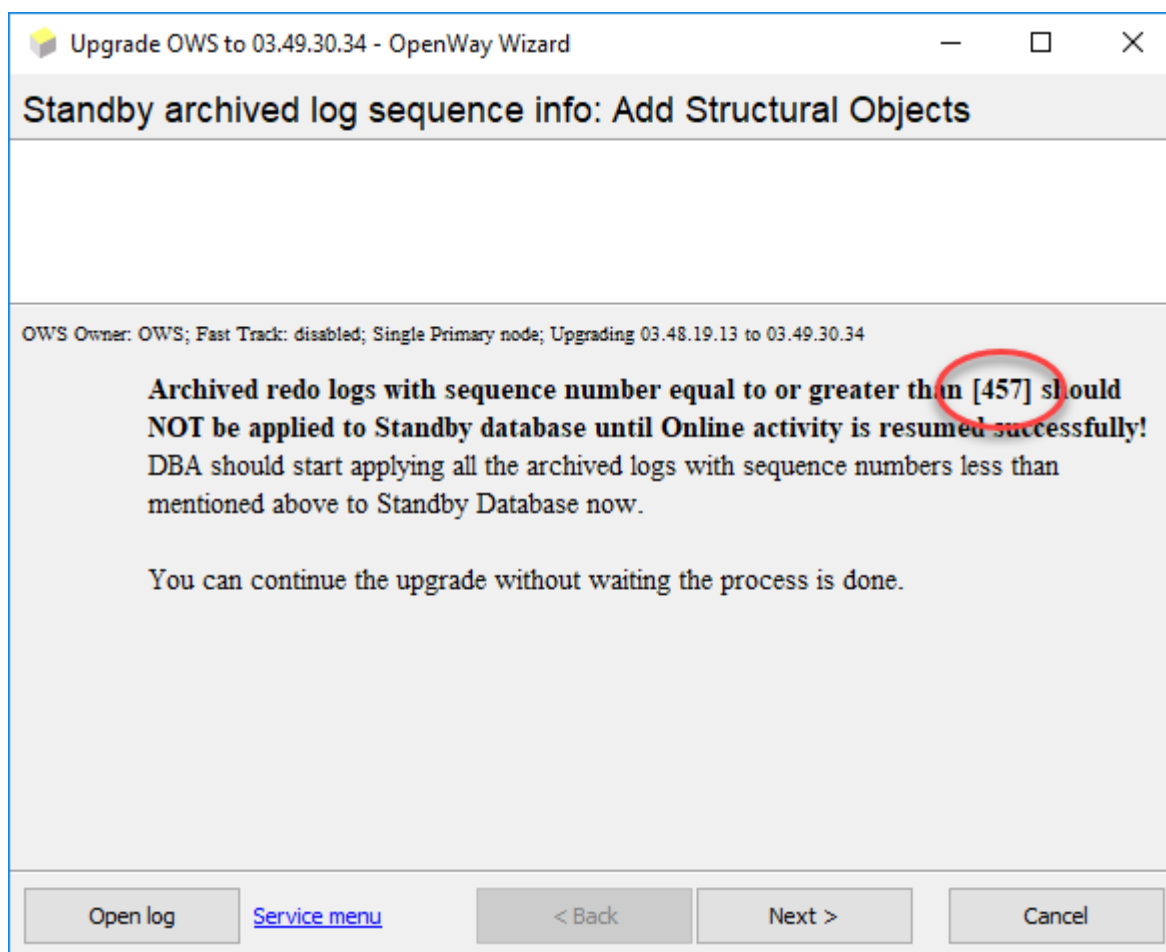 Upgrade OWS to 03.49.30.34 - OpenWay Wizard
Standby archived log sequence info: Add Structural Objects
OWS Owner: OWS; Fast Track: disabled; Single Primary node; Upgrading 03.48.19.13 to 03.49.30.34
Archived redo logs with sequence number equal to or greater than [457] should
NOT be applied to Standby database until Online activity is resumed successfully!
DBA should start applying all the archived logs with sequence numbers less than
mentioned above to Standby Database now.
You can continue the upgrade without waiting the process is done.
Open log Service menu < Back Next > Cancel